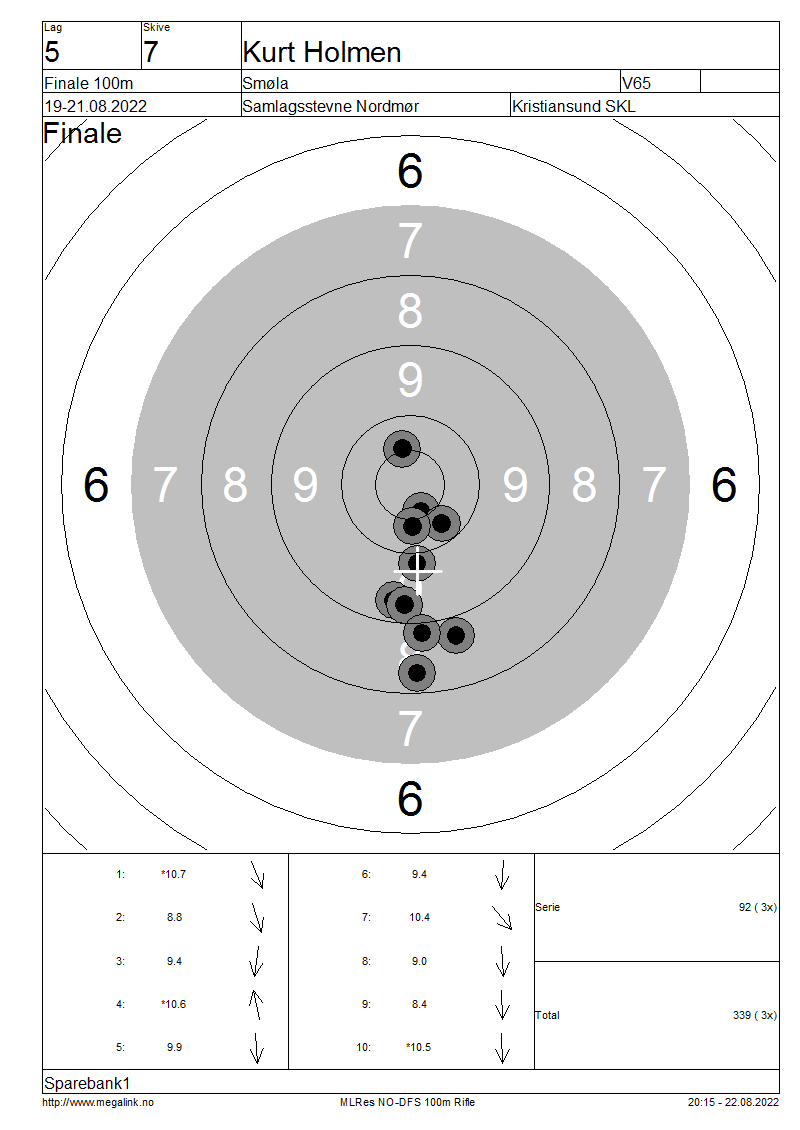 Lag Skive
5 7 Kurt Holmen
Finale 100m Smøla V65
19-21.08.2022 Samlagsstevne Nordmør Kristiansund SKL
Finale
6
7
8
9
6 7 8 9 9 8 7 6
7
6
1: *10.7 6: 9.4
2: 8.8 7: 10.4
3: 9.4 8: 9.0
4: *10.6 9: 8.4
5: 9.9 10: *10.5
Serie 92 ( 3x)
Total 339 ( 3x)
Sparebank1
http://www.megalink.no MLRes NO-DFS 100m Rifle 20:15 - 22.08.2022